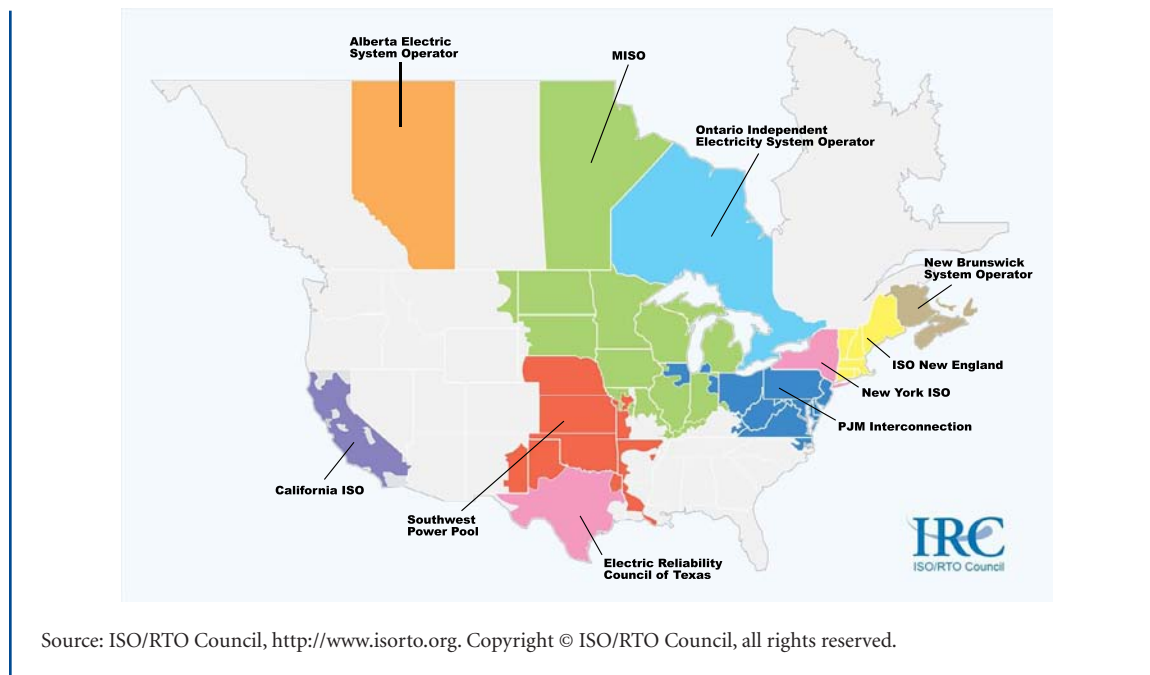 Alberta Electric
System Operator
MISO
Ontario Independent
Electricity System Operator
New Brunswick
System Operator
ISO New England
New York ISO
PJM Interconnection
California ISO
Southwest
Power Pool
Electric Reliability
Council of Texas
IRC
ISO/RTO Council
Source: ISO/RTO Council, http://www.isorto.org. Copyright © ISO/RTO Council, all rights reserved.